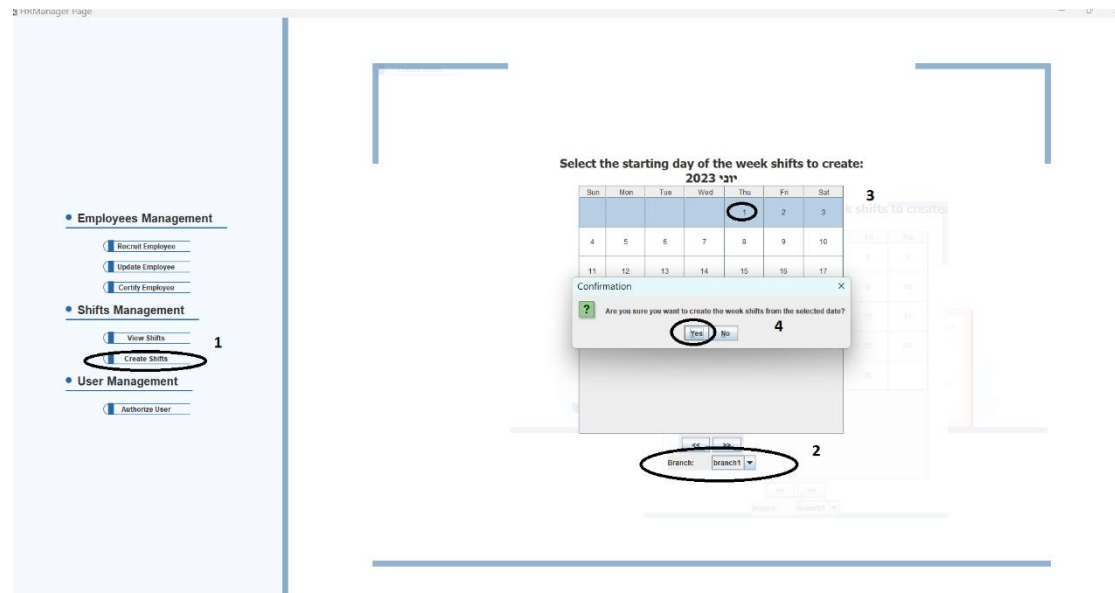 HRManager Page
Employees Management
Recruit Employee
Update Employee
Certify Employee
Shifts Management
View Shifts
1
Create Shifts
User Management
Authorize User
Select the starting day of the week shifts to create:
יוני 2023
Sun Mon Tue Wed Thu Fri Sat
3
1 2 3
4 5 6 7 8 9 10
11 12 13 14 15 16 17
Confirmation
Are you sure you want to create the week shifts from the selected date?
Yes No
4
<< >>
2
Branch: branch1